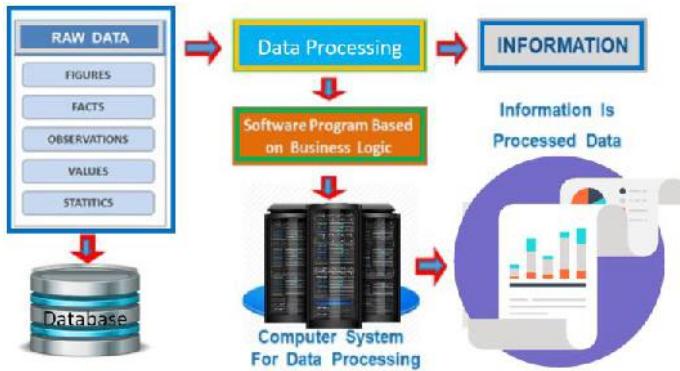 RAW DATA
FIGURES
FACTS
OBSERVATIONS
VALUES
STATITICS
Database
Data Processing
Software Program Based
on Business Logic
Computer System
For Data Processing
INFORMATION
Information Is
Processed Data